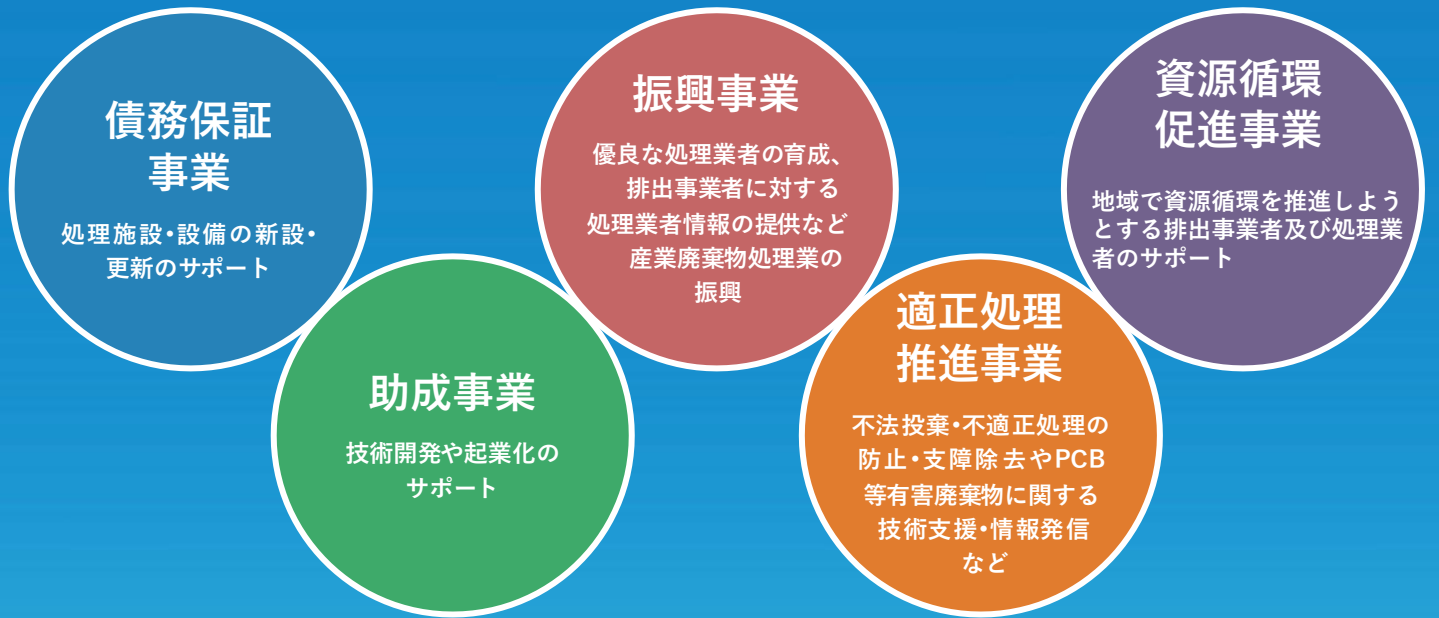 債務保証
事業
処理施設・設備の新設・
更新のサポート
助成事業
技術開発や起業化の
サポート
振興事業
優良な処理業者の育成、
排出事業者に対する
処理業者情報の提供など
産業廃棄物処理業の
振興
適正処理
推進事業
不法投棄・不適正処理の
防止・支障除去やPCB
等有害廃棄物に関する
技術支援・情報発信
など
資源循環
促進事業
地域で資源循環を推進しよう
とする排出事業者及び処理業
者のサポート